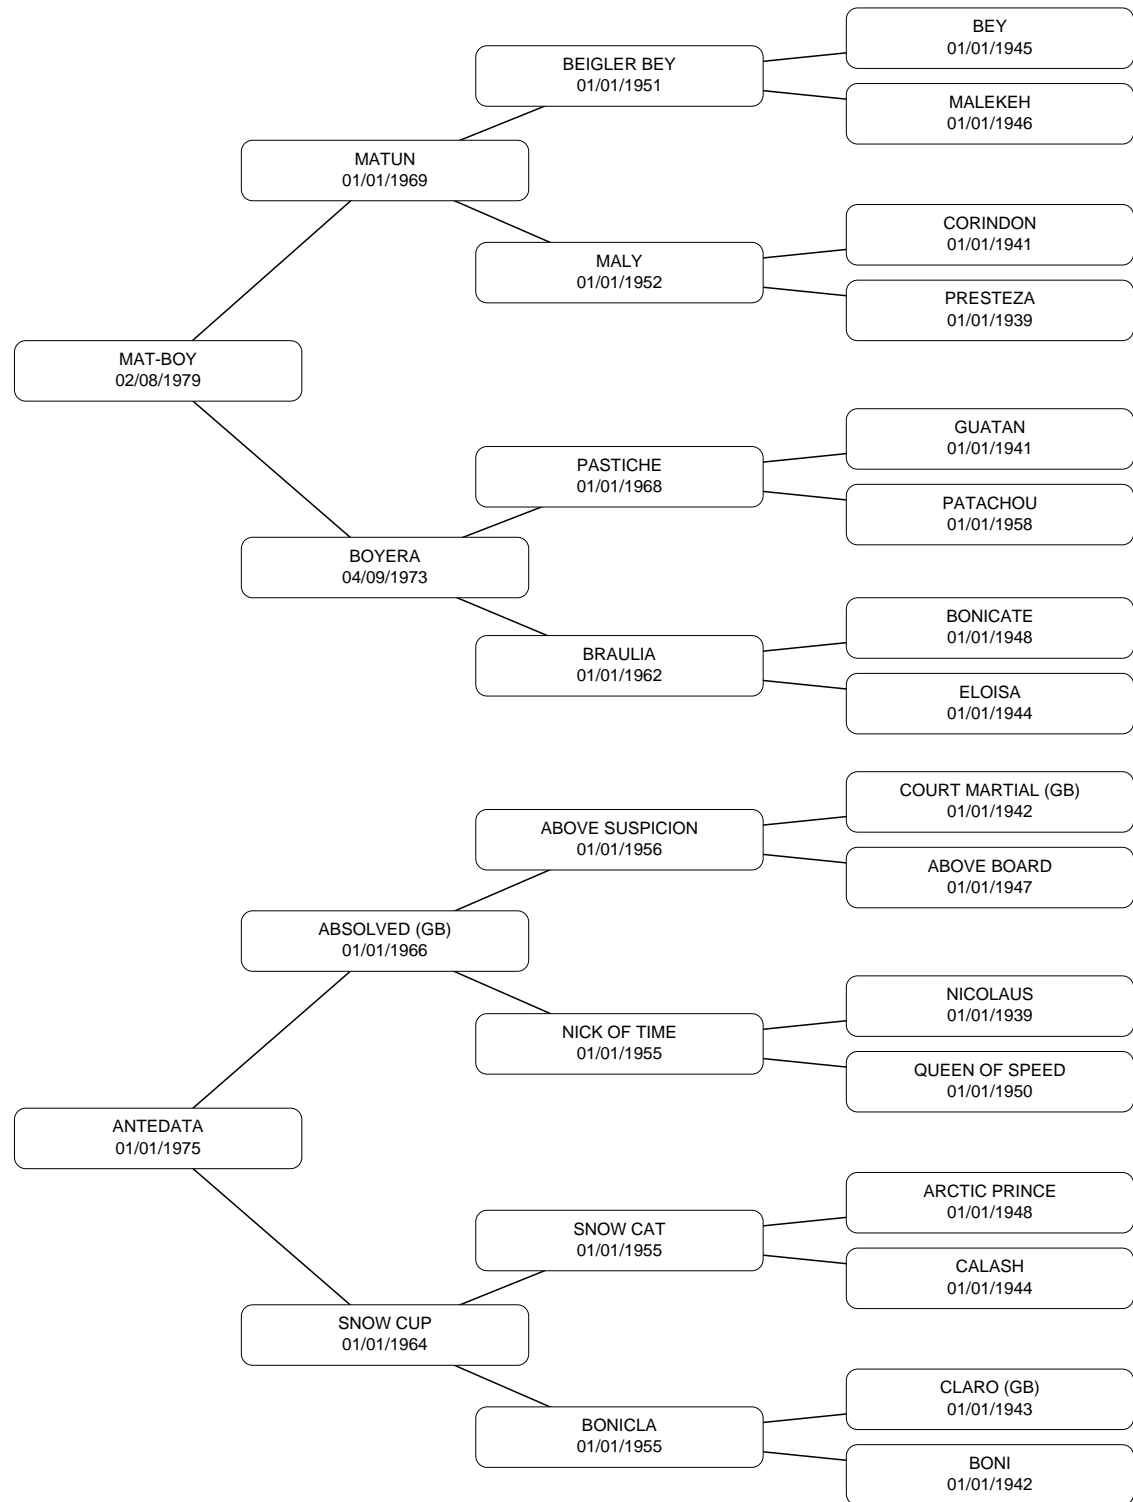 BEY
01/01/1945
BEIGLER BEY
01/01/1951
MALEKEH
01/01/1946
MATUN
01/01/1969
CORINDON
01/01/1941
MALY
01/01/1952
PRESTEZA
01/01/1939
MAT-BOY
02/08/1979
GUATAN
01/01/1941
PASTICHE
01/01/1968
PATACHOU
01/01/1958
BOYERA
04/09/1973
BONICATE
01/01/1948
BRAULIA
01/01/1962
ELOISA
01/01/1944
COURT MARTIAL (GB)
01/01/1942
ABOVE SUSPICION
01/01/1956
ABOVE BOARD
01/01/1947
ABSOLVED (GB)
01/01/1966
NICOLAUS
01/01/1939
NICK OF TIME
01/01/1955
QUEEN OF SPEED
01/01/1950
ANTEDATA
01/01/1975
ARCTIC PRINCE
01/01/1948
SNOW CAT
01/01/1955
CALASH
01/01/1944
SNOW CUP
01/01/1964
CLARO (GB)
01/01/1943
BONICLA
01/01/1955
BONI
01/01/1942